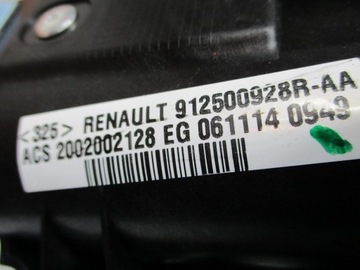 <325> RENAULT 912500928R-AA
ACS 2002002128 EG 061114 0949